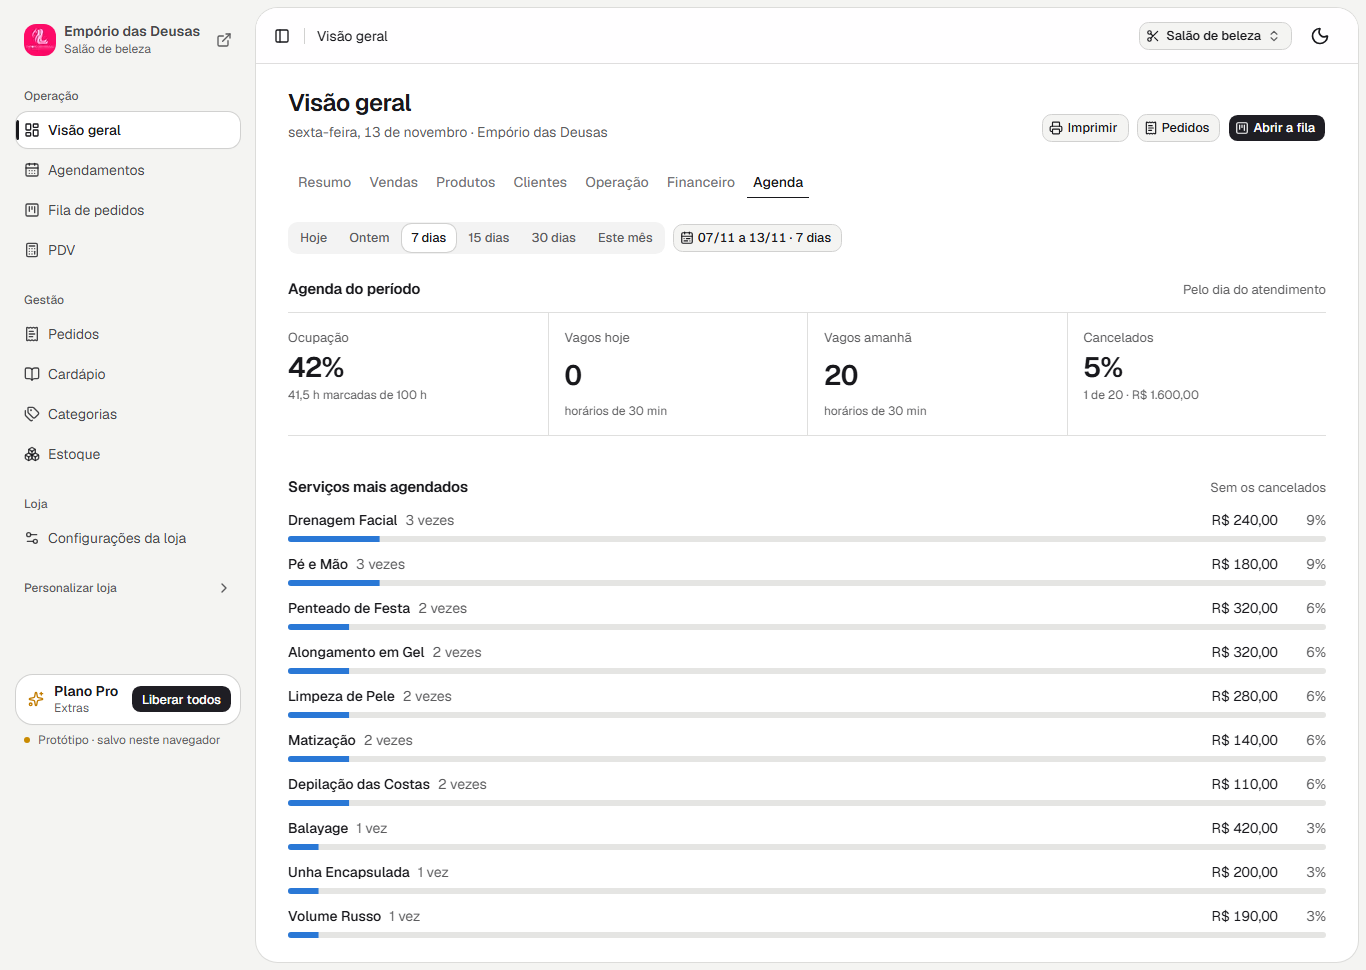 Empório das Deusas
Salão de beleza
Operação
Visão geral
Agendamentos
Fila de pedidos
PDV
Gestão
Pedidos
Cardápio
Categorias
Estoque
Loja
Configurações da loja
Personalizar loja
Plano Pro
Extras
Liberar todos
Protótipo · salvo neste navegador
Visão geral
Salão de beleza
Visão geral
sexta-feira, 13 de novembro · Empório das Deusas
Imprimir
Pedidos
Abrir a fila
Resumo Vendas Produtos Clientes Operação Financeiro Agenda
Hoje Ontem 7 dias 15 dias 30 dias Este mês 07/11 a 13/11 · 7 dias
Agenda do período
Pelo dia do atendimento
Ocupação
42%
41,5 h marcadas de 100 h
Vagos hoje
0
horários de 30 min
Vagos amanhã
20
horários de 30 min
Cancelados
5%
1 de 20 · R$ 1.600,00
Serviços mais agendados
Sem os cancelados
Drenagem Facial 3 vezes R$ 240,00 9%
Pé e Mão 3 vezes R$ 180,00 9%
Penteado de Festa 2 vezes R$ 320,00 6%
Alongamento em Gel 2 vezes R$ 320,00 6%
Limpeza de Pele 2 vezes R$ 280,00 6%
Matização 2 vezes R$ 140,00 6%
Depilação das Costas 2 vezes R$ 110,00 6%
Balayage 1 vez R$ 420,00 3%
Unha Encapsulada 1 vez R$ 200,00 3%
Volume Russo 1 vez R$ 190,00 3%